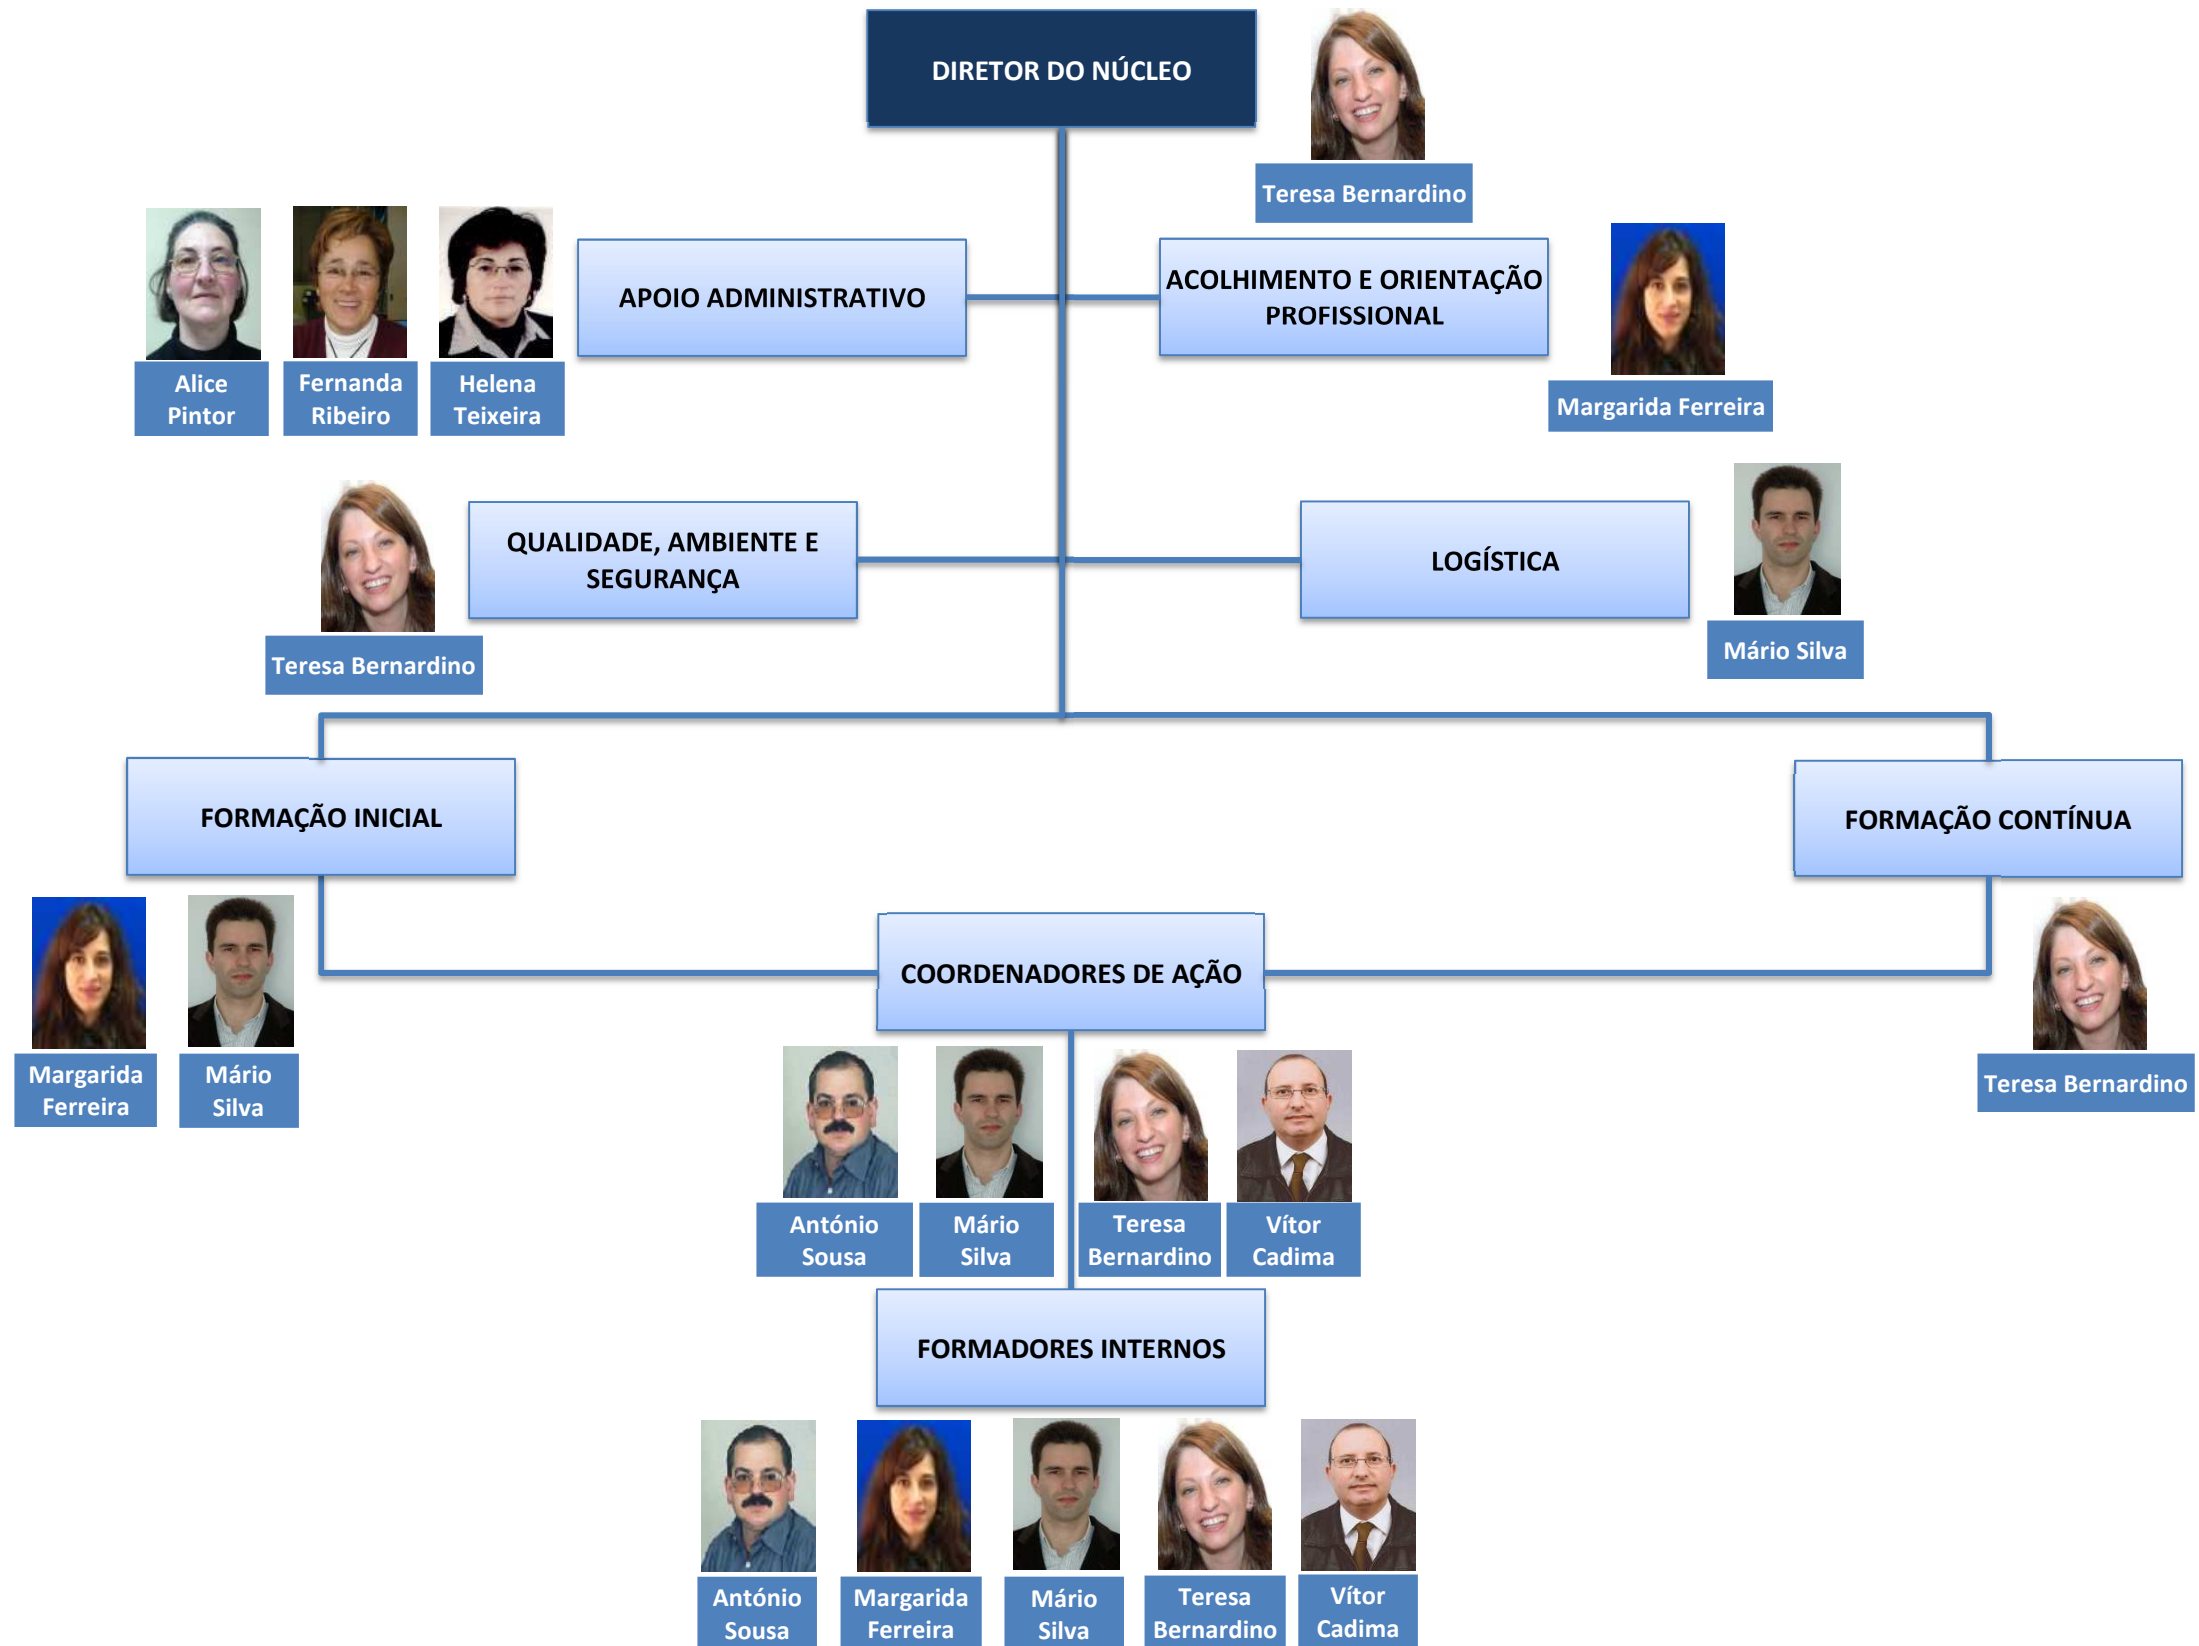 DIRETOR DO NÚCLEO
Teresa Bernardino
APOIO ADMINISTRATIVO
ACOLHIMENTO E ORIENTAÇÃO
PROFISSIONAL
Alice
Pintor
Fernanda
Ribeiro
Helena
Teixeira
Margarida Ferreira
QUALIDADE, AMBIENTE E
SEGURANÇA
LOGÍSTICA
Teresa Bernardino
Mário Silva
FORMAÇÃO INICIAL
FORMAÇÃO CONTÍNUA
Margarida
Ferreira
Mário
Silva
COORDENADORES DE AÇÃO
Teresa Bernardino
António
Sousa
Mário
Silva
Teresa
Bernardino
Vítor
Cadima
FORMADORES INTERNOS
António
Sousa
Margarida
Ferreira
Mário
Silva
Teresa
Bernardino
Vítor
Cadima